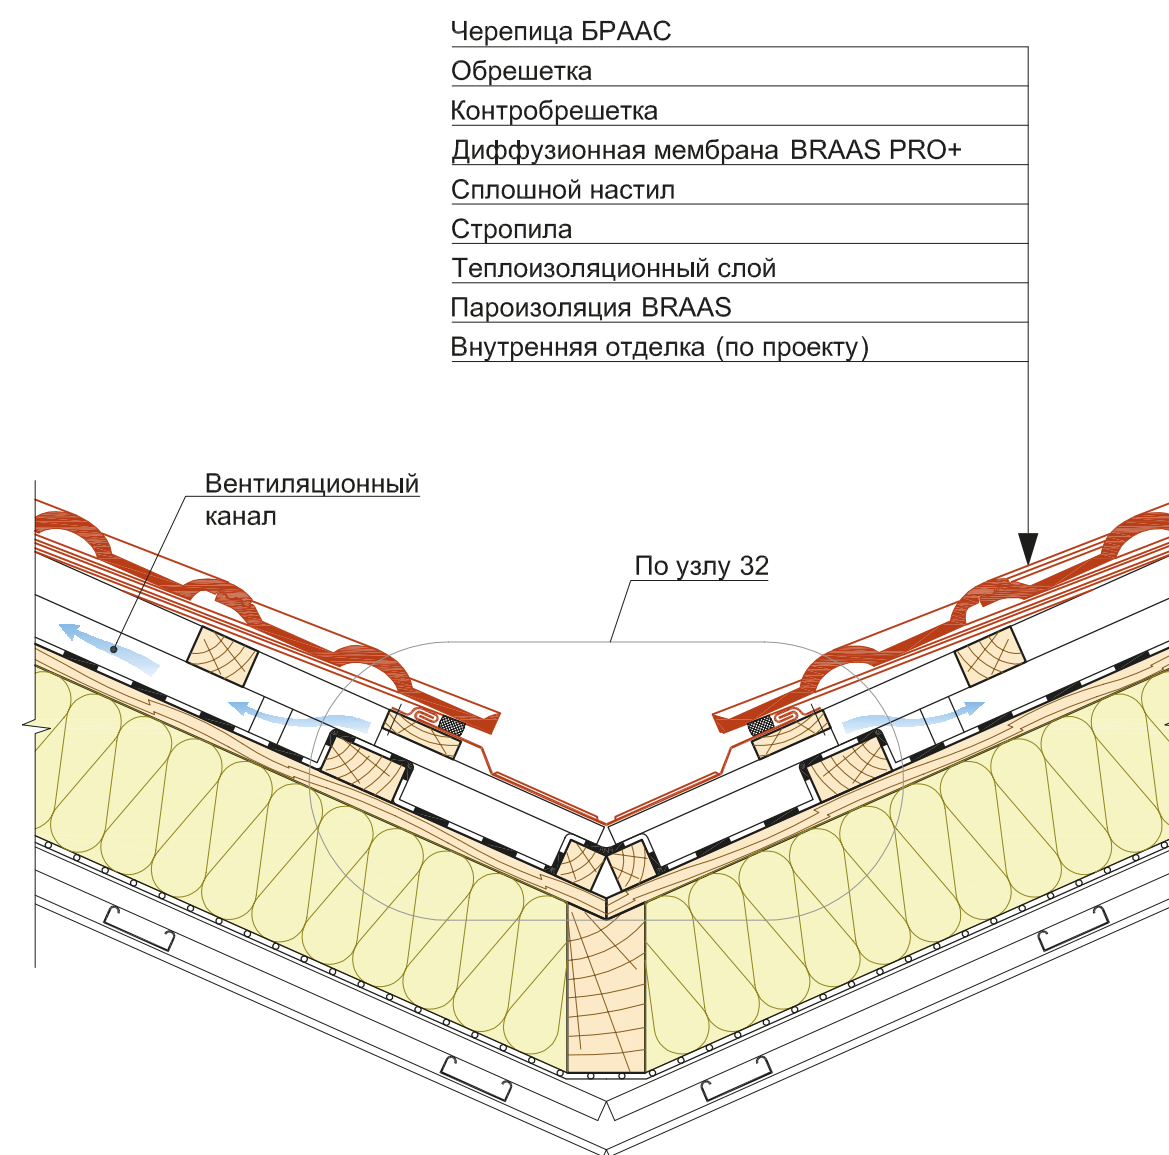 Черепица БРААС
Обрешетка
Контробрешетка
Диффузионная мембрана BRAAS PRO+
Сплошной настил
Стропила
Теплоизоляционный слой
Пароизоляция BRAAS
Внутренняя отделка (по проекту)
Вентиляционный
канал
По узлу 32